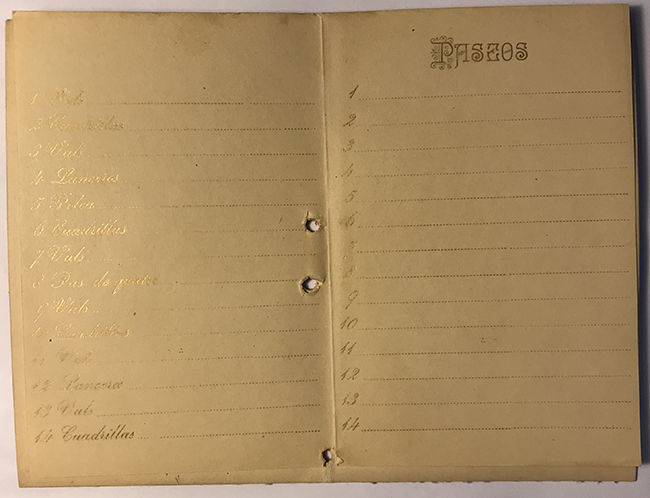 1 Vals
2 Cuadrillas
3 Vals
4 Lanceros
5 Polca
6 Cuadrillas
7 Vals
8 Pas de quatre
9 Vals
10 Cuadrillas
11 Vals
12 Lanceros
13 Vals
14 Cuadrillas
PASEOS
1
2
3
4
5
6
7
8
9
10
11
12
13
14